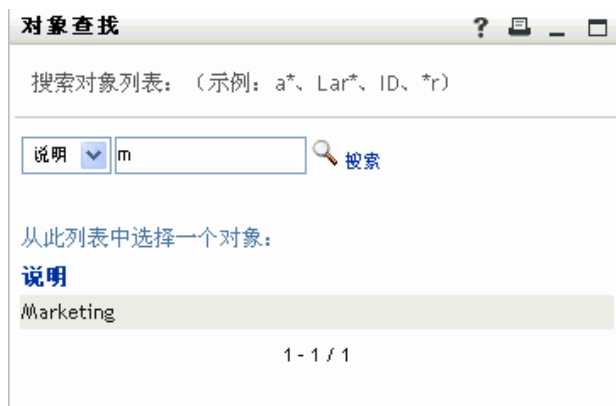 对象查找 ?
搜索对象列表：（示例：a*、Lar*、ID、*r）
说明 m 搜索
从此列表中选择一个对象：
说明
Marketing
1 - 1 / 1